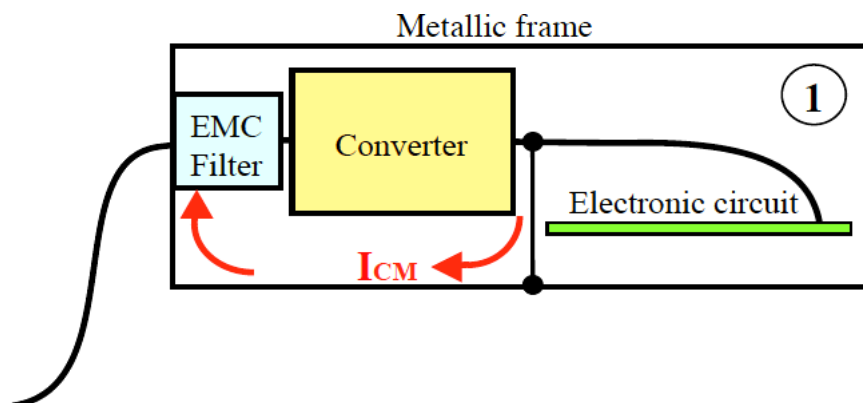 Metallic frame
1
EMC
Filter
Converter
Electronic circuit
ICM